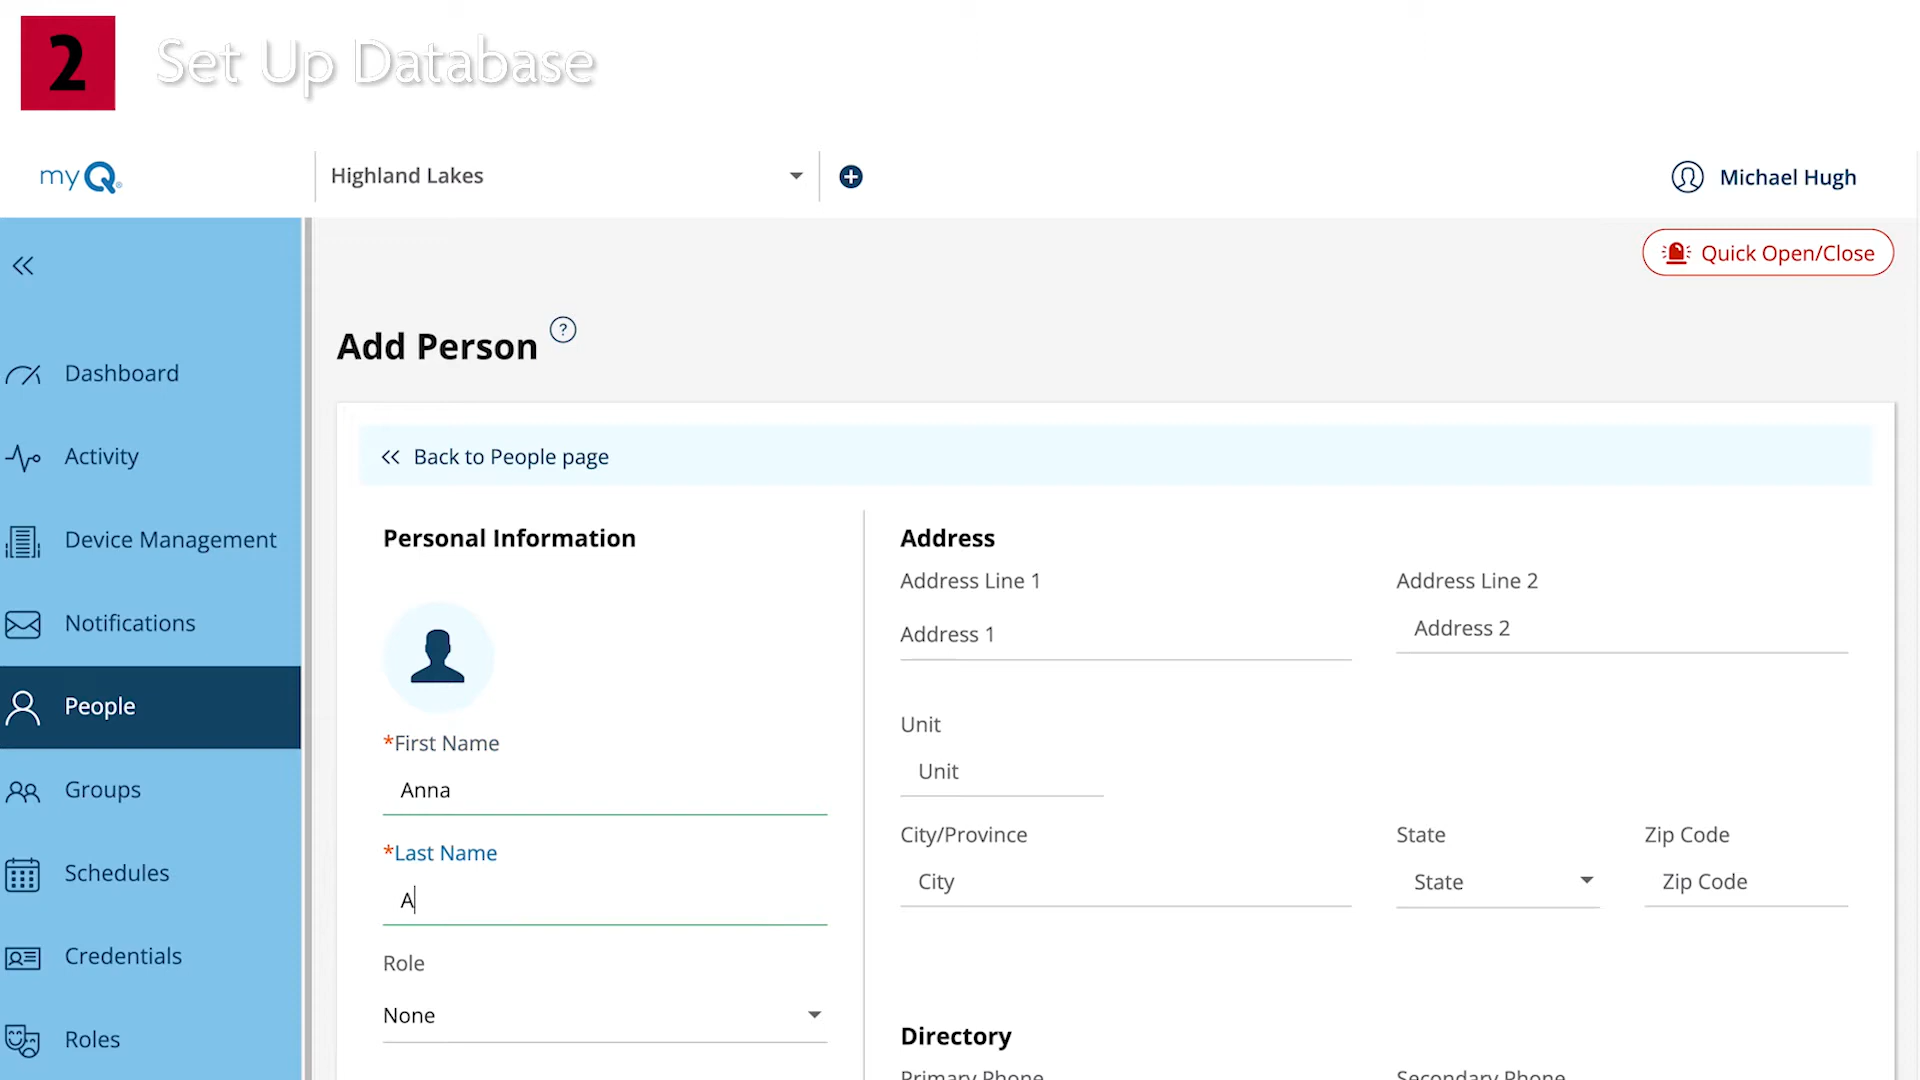 2 Set Up Database
myQ
Highland Lakes
Michael Hugh
Quick Open/Close
Add Person ?
Dashboard
Activity
Device Management
Notifications
People
Groups
Schedules
Credentials
Roles
Back to People page
Personal Information
*First Name
Anna
*Last Name
A
Role
None
Address
Address Line 1
Address Line 2
Address 1
Address 2
Unit
Unit
City/Province
State
Zip Code
City
State
Zip Code
Directory
Primary Phone
Secondary Phone